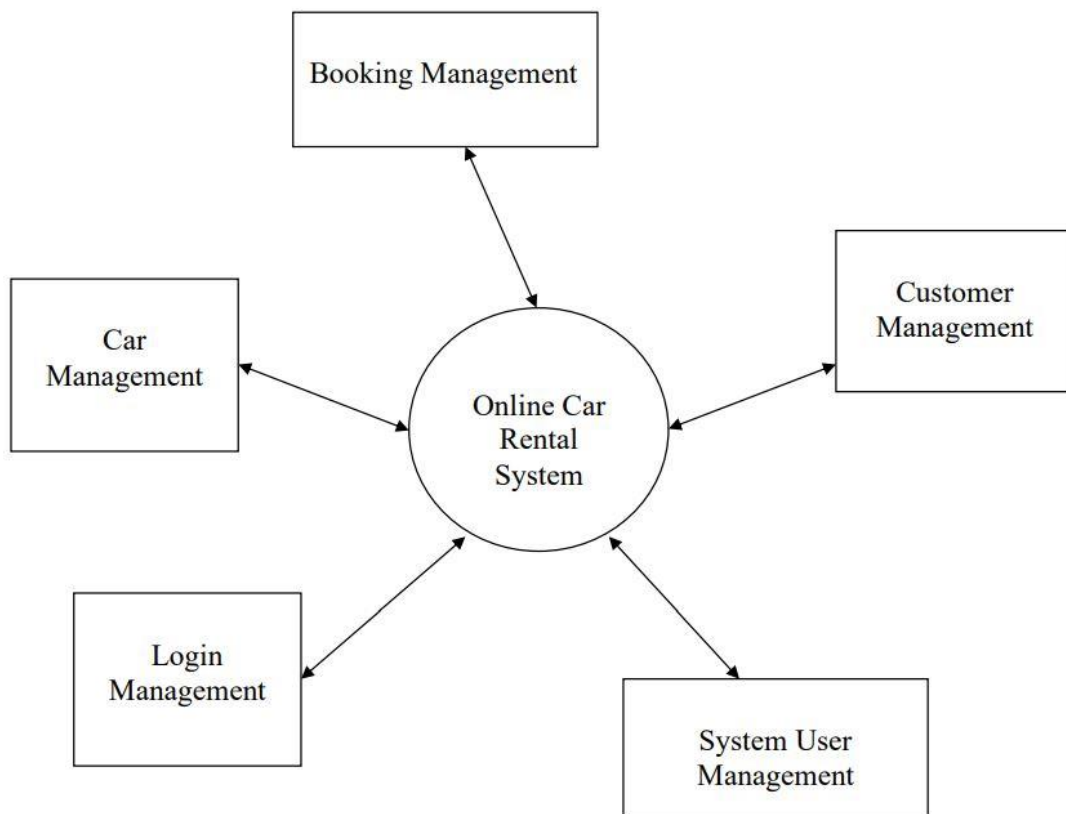 Booking Management
Customer
Management
Car
Management
Online Car
Rental
System
Login
Management
System User
Management